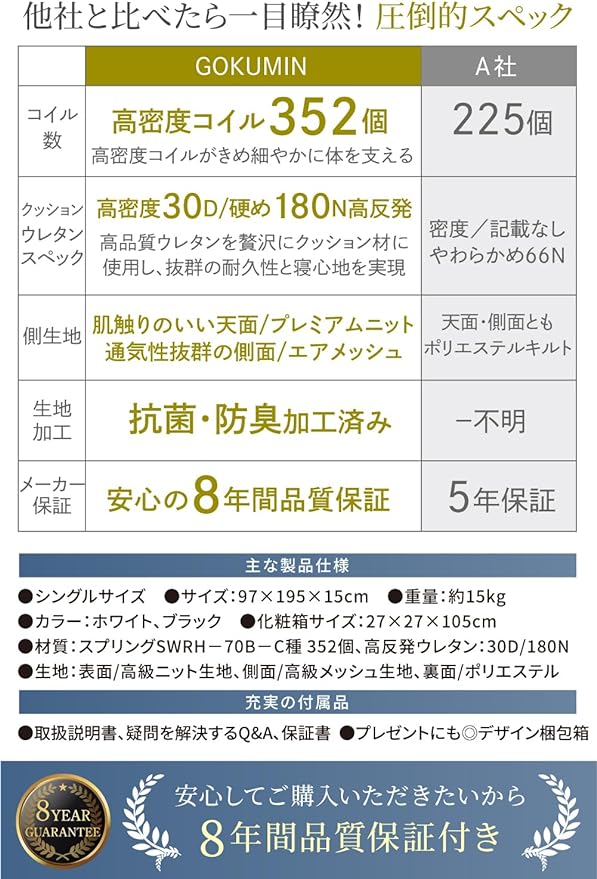 他社と比べたら一目瞭然! 圧倒的スペック
GOKUMIN
A社
コイル
数
高密度コイル352個
高密度コイルがきめ細やかに体を支える
225個
クッション
ウレタン
スペック
高密度30D/硬め180N高反発
高品質ウレタンを贅沢にクッション材に
使用し、抜群の耐久性と寝心地を実現
密度／記載なし
やわらかめ66N
側生地
肌触りのいい天面/プレミアムニット
通気性抜群の側面/エアメッシュ
天面・側面とも
ポリエステルキルト
生地
加工
抗菌・防臭加工済み
−不明
メーカー
保証
安心の8年間品質保証
5年保証
主な製品仕様
●シングルサイズ ●サイズ：97×195×15cm ●重量：約15kg
●カラー：ホワイト、ブラック ●化粧箱サイズ：27×27×105cm
●材質：スプリングSWRH−70B−C種 352個、高反発ウレタン：30D/180N
●生地：表面/高級ニット生地、側面/高級メッシュ生地、裏面/ポリエステル
充実の付属品
●取扱説明書、疑問を解決するQ&A、保証書 ●プレゼントにも◎デザイン梱包箱
8 YEAR
GUARANTEE
安心してご購入いただきたいから
8年間品質保証付き